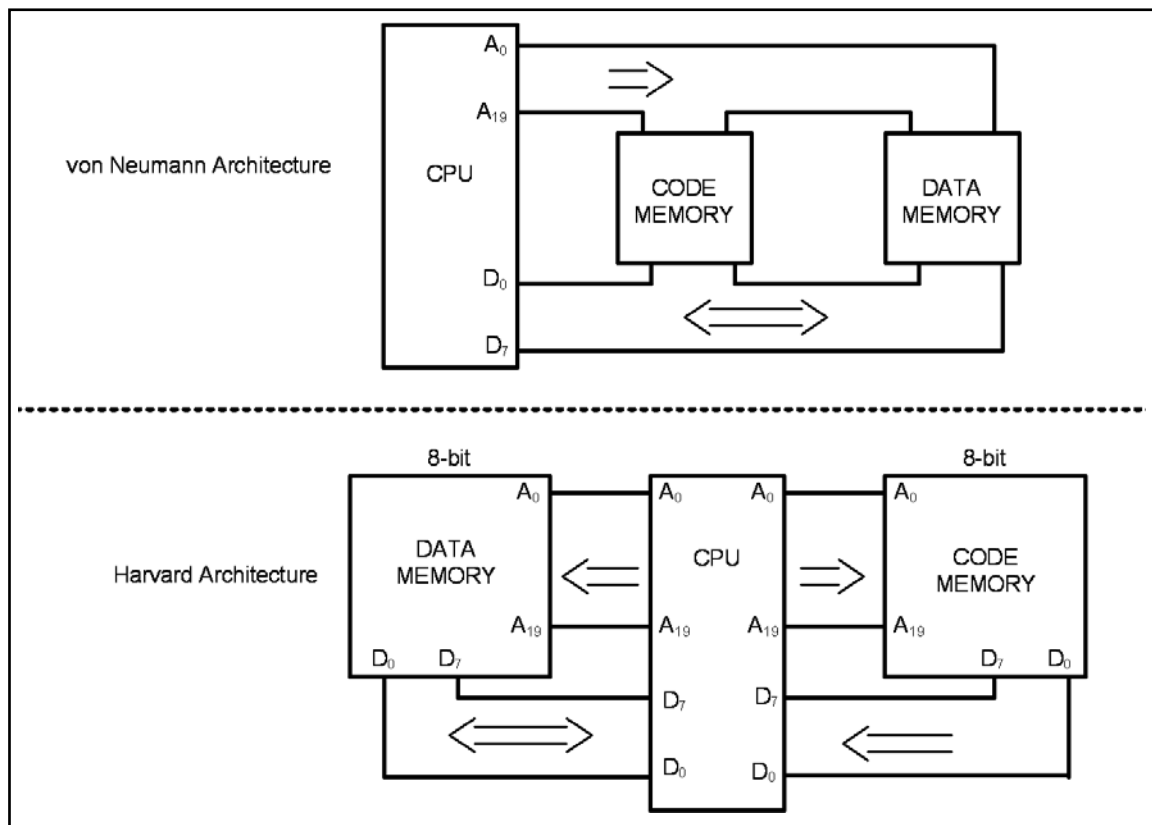 A₀
A₁₉
von Neumann Architecture
CPU
CODE
MEMORY
DATA
MEMORY
D₀
D₇
8-bit
8-bit
A₀
A₀
A₀
A₀
DATA
MEMORY
CPU
CODE
MEMORY
Harvard Architecture
A₁₉
A₁₉
A₁₉
A₁₉
D₀
D₇
D₇
D₀
D₇
D₇
D₀
D₀